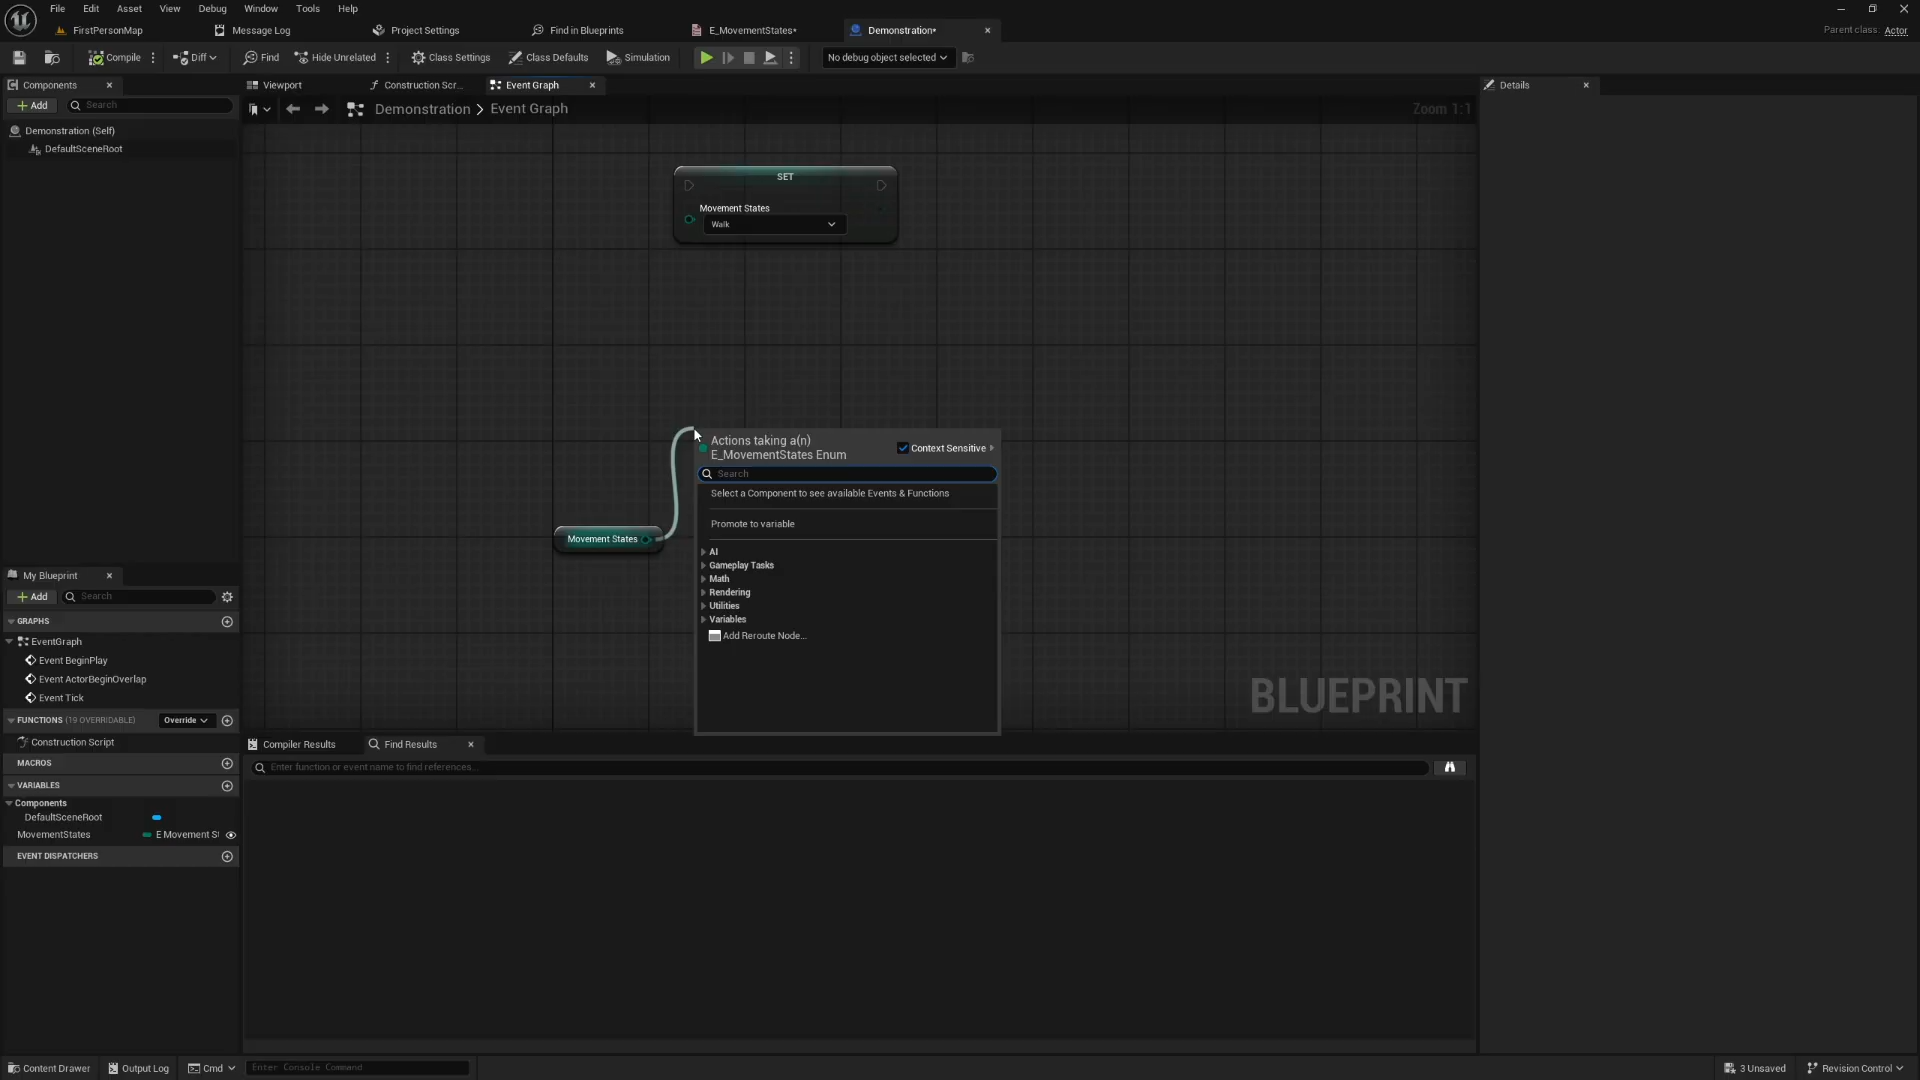 File Edit Asset View Debug Window Tools Help
FirstPersonMap Message Log Project Settings Find in Blueprints E_MovementStates* Demonstration*
Parent class: Actor
Compile Diff Find Hide Unrelated Class Settings Class Defaults Simulation No debug object selected
Components
Viewport Construction Scr... Event Graph
Details
Add Search
Demonstration > Event Graph
Zoom 1:1
Demonstration (Self)
DefaultSceneRoot
SET
Movement States
Walk
Actions taking a(n)
E_MovementStates Enum
Context Sensitive
Search
Select a Component to see available Events & Functions
Promote to variable
AI
Gameplay Tasks
Math
Rendering
Utilities
Variables
Add Reroute Node...
Movement States
BLUEPRINT
My Blueprint
Add Search
GRAPHS
EventGraph
Event BeginPlay
Event ActorBeginOverlap
Event Tick
FUNCTIONS (19 OVERRIDABLE) Override
Construction Script
MACROS
VARIABLES
Components
DefaultSceneRoot
MovementStates E Movement St
EVENT DISPATCHERS
Compiler Results Find Results
Enter function or event name to find references...
Content Drawer Output Log Cmd Enter Console Command
3 Unsaved Revision Control